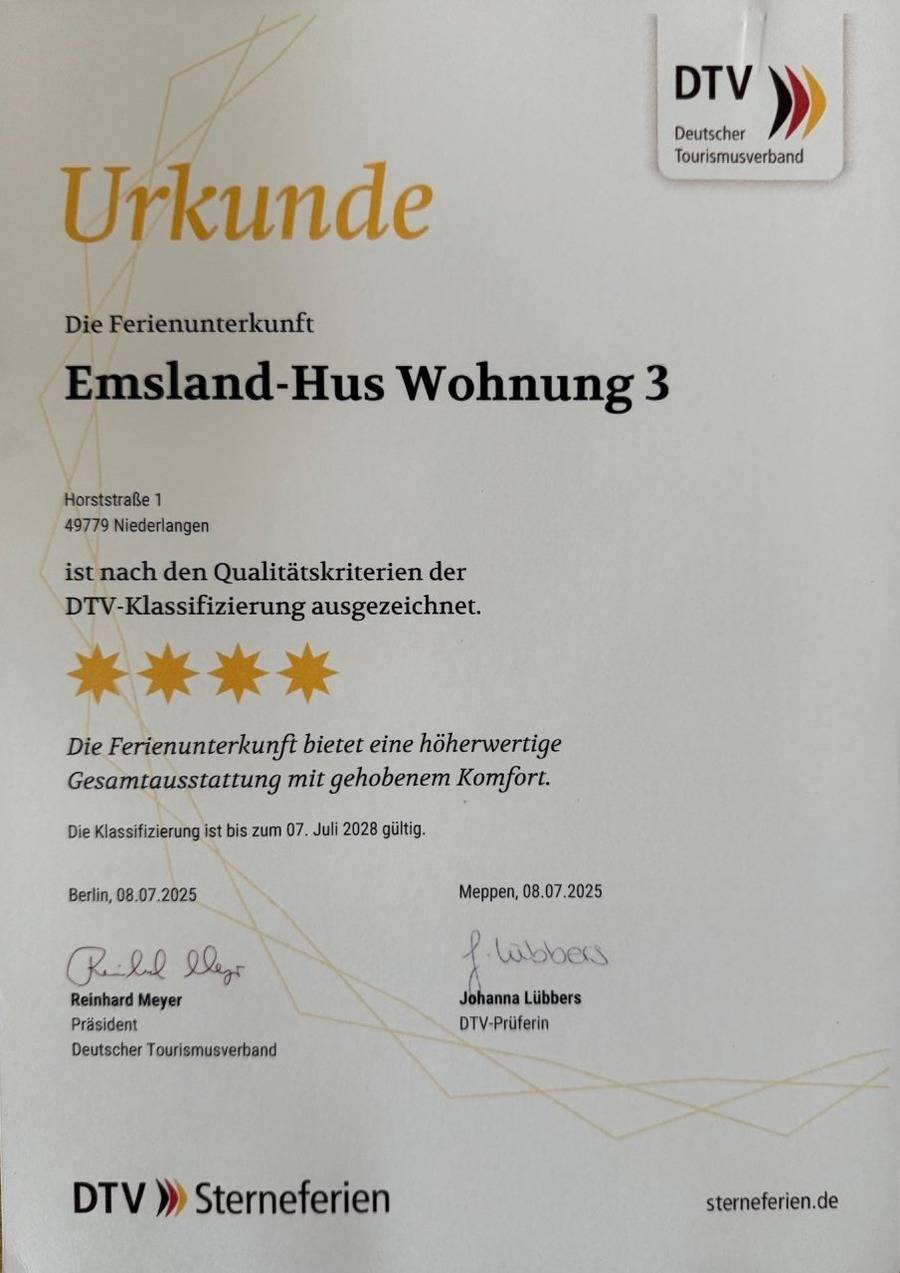 DTV
Deutscher
Tourismusverband
Urkunde
Die Ferienunterkunft
Emsland-Hus Wohnung 3
Horststraße 1
49779 Niederlangen
ist nach den Qualitätskriterien der
DTV-Klassifizierung ausgezeichnet.
Die Ferienunterkunft bietet eine höherwertige
Gesamtausstattung mit gehobenem Komfort.
Die Klassifizierung ist bis zum 07. Juli 2028 gültig.
Berlin, 08.07.2025
Reinhard Meyer
Reinhard Meyer
Präsident
Deutscher Tourismusverband
Meppen, 08.07.2025
J. Lübbers
Johanna Lübbers
DTV-Prüferin
DTV Sterneferien
sterneferien.de